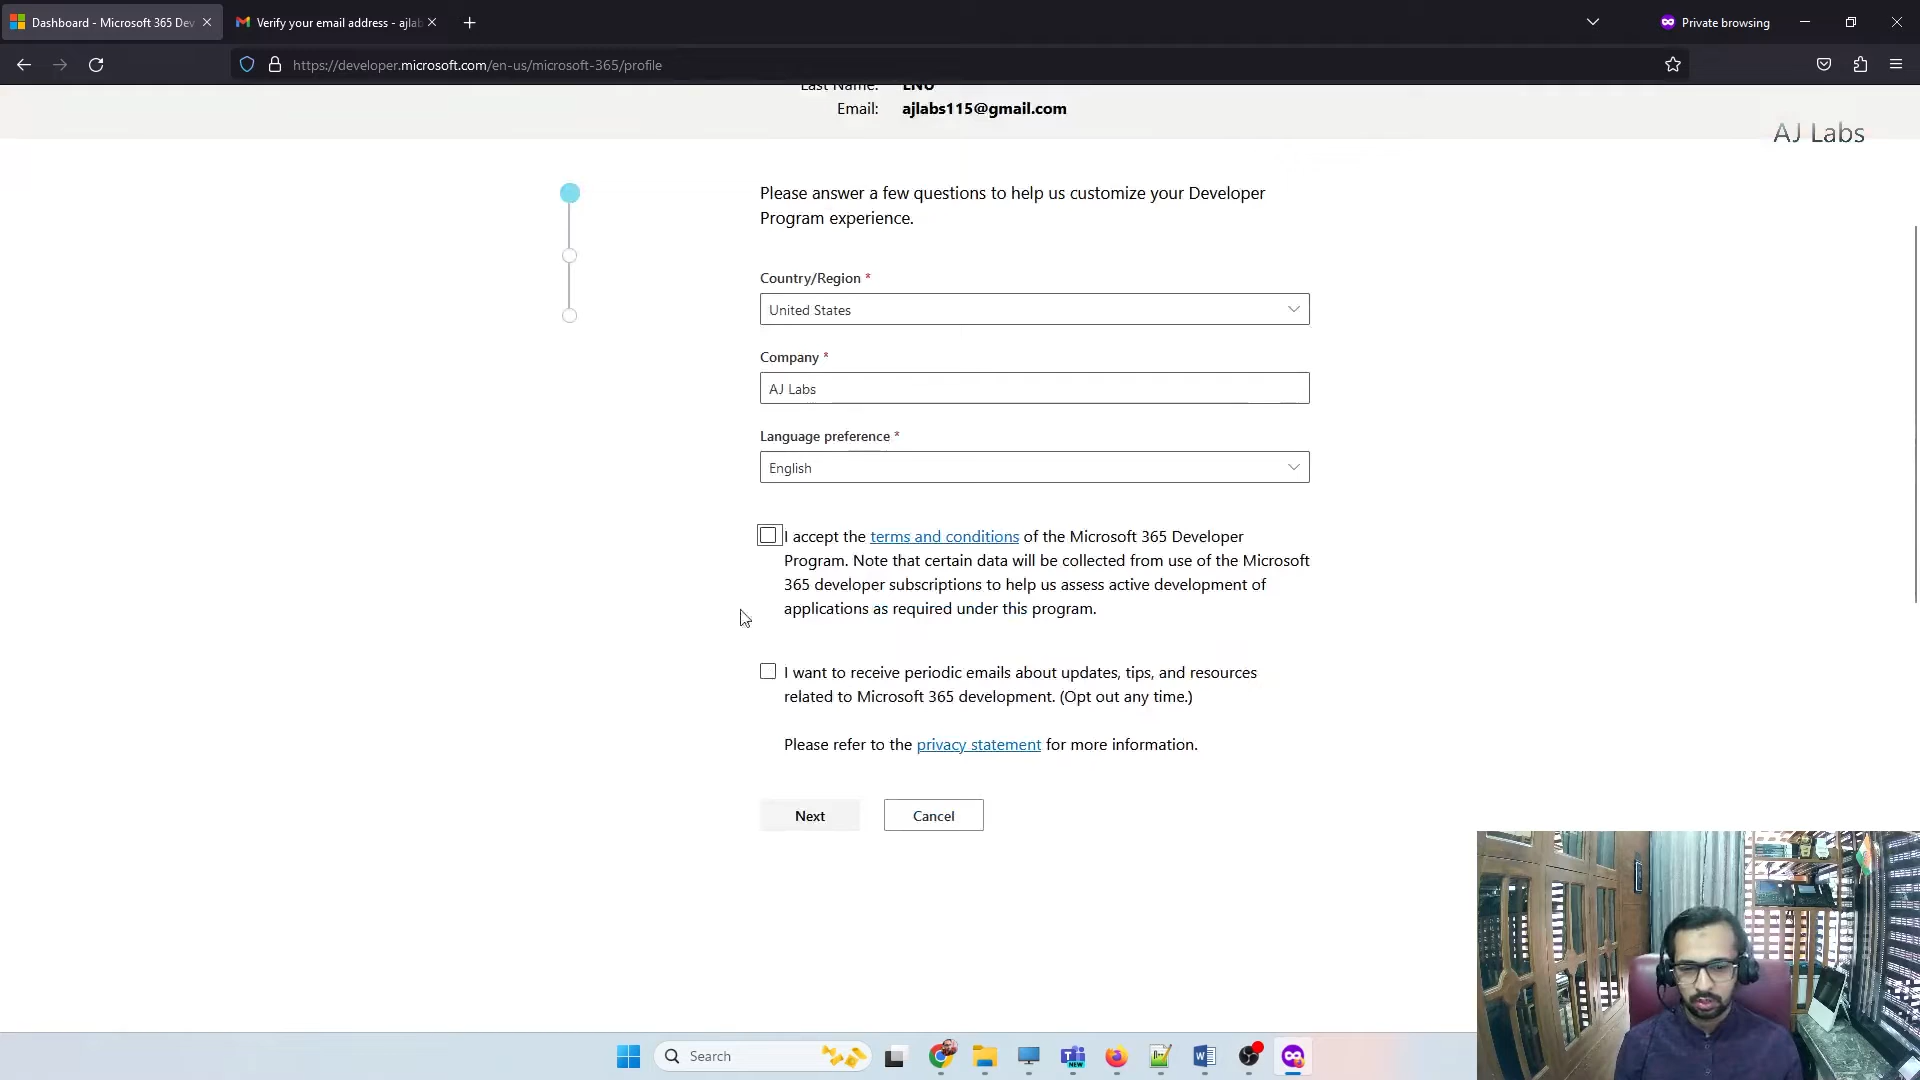 Dashboard - Microsoft 365 Dev
Verify your email address - ajlab
Private browsing
https://developer.microsoft.com/en-us/microsoft-365/profile
Last Name: ENU
Email: ajlabs115@gmail.com
AJ Labs
Please answer a few questions to help us customize your Developer
Program experience.
Country/Region *
United States
Company *
AJ Labs
Language preference *
English
I accept the terms and conditions of the Microsoft 365 Developer
Program. Note that certain data will be collected from use of the Microsoft
365 developer subscriptions to help us assess active development of
applications as required under this program.
I want to receive periodic emails about updates, tips, and resources
related to Microsoft 365 development. (Opt out any time.)
Please refer to the privacy statement for more information.
Next
Cancel
Search
NEW